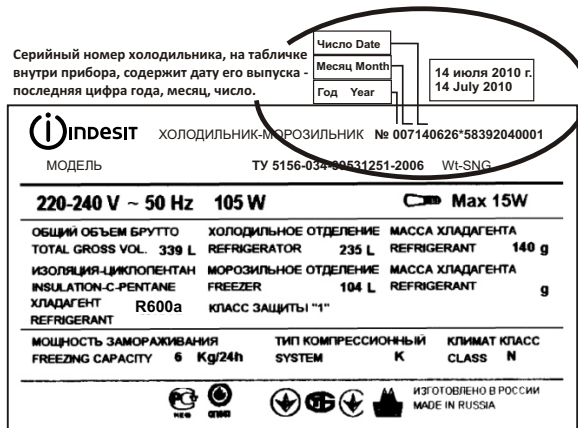 Серийный номер холодильника, на табличке
внутри прибора, содержит дату его выпуска -
последняя цифра года, месяц, число.
Число Date
Месяц Month
Год Year
14 июля 2010 г.
14 July 2010
indesit ХОЛОДИЛЬНИК-МОРОЗИЛЬНИК № 007140626*58392040001
МОДЕЛЬ ТУ 5156-034-39531251-2006 Wt-SNG
220-240 V ~ 50 Hz 105 W Max 15W
ОБЩИЙ ОБЪЕМ БРУТТО ХОЛОДИЛЬНОЕ ОТДЕЛЕНИЕ МАССА ХЛАДАГЕНТА
TOTAL GROSS VOL. 339 L REFRIGERATOR 235 L REFRIGERANT 140 g
ИЗОЛЯЦИЯ-ЦИКЛОПЕНТАН МОРОЗИЛЬНОЕ ОТДЕЛЕНИЕ МАССА ХЛАДАГЕНТА
INSULATION-C-PENTANE FREEZER 104 L REFRIGERANT g
ХЛАДАГЕНТ R600a КЛАСС ЗАЩИТЫ "1"
REFRIGERANT
МОЩНОСТЬ ЗАМОРАЖИВАНИЯ ТИП КОМПРЕССИОННЫЙ КЛИМАТ КЛАСС
FREEZING CAPACITY 6 Kg/24h SYSTEM K CLASS N
ИЗГОТОВЛЕНО В РОССИИ
MADE IN RUSSIA